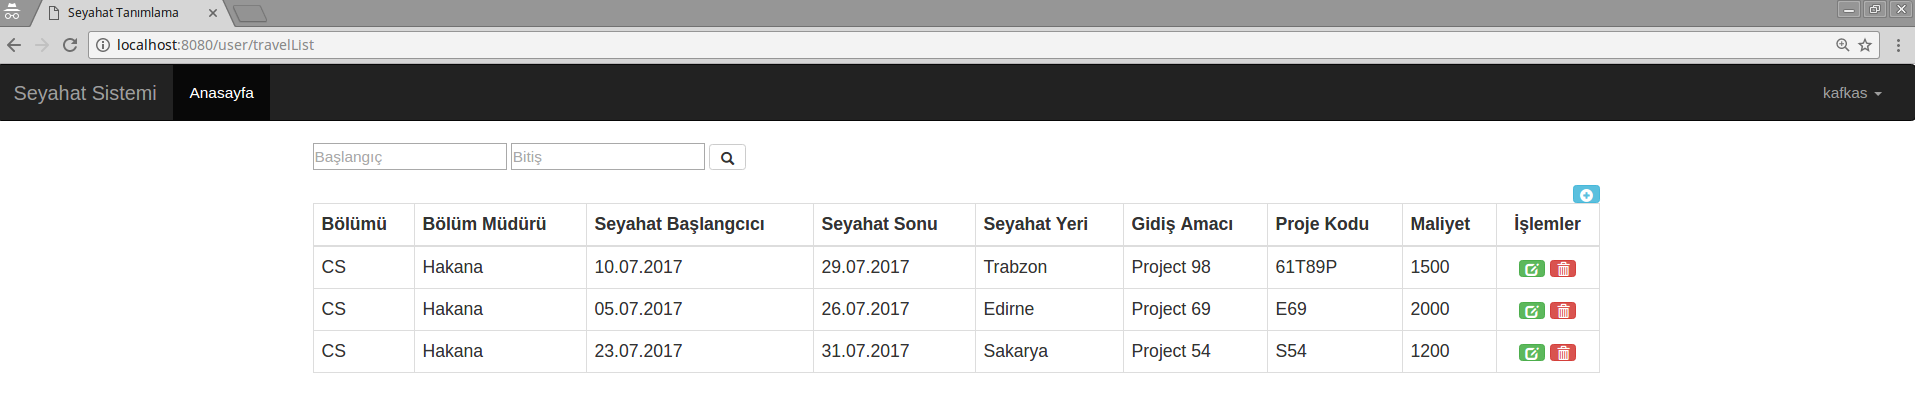 Seyahat Tanımlama
localhost:8080/user/travelList
Seyahat Sistemi Anasayfa kafkas
Başlangıç Bitiş
Bölümü Bölüm Müdürü Seyahat Başlangcıcı Seyahat Sonu Seyahat Yeri Gidiş Amacı Proje Kodu Maliyet İşlemler
CS Hakana 10.07.2017 29.07.2017 Trabzon Project 98 61T89P 1500
CS Hakana 05.07.2017 26.07.2017 Edirne Project 69 E69 2000
CS Hakana 23.07.2017 31.07.2017 Sakarya Project 54 S54 1200